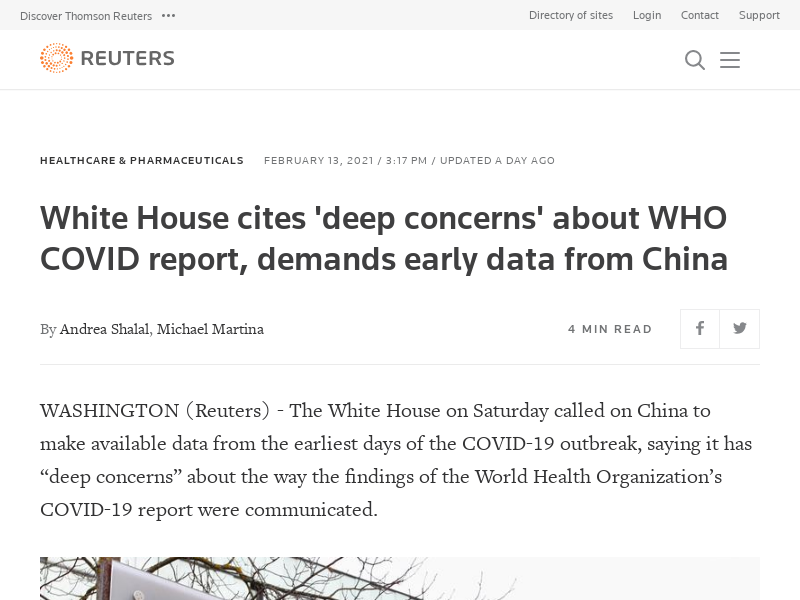 Discover Thomson Reuters
Directory of sites
Login
Contact
Support
REUTERS
HEALTHCARE & PHARMACEUTICALS
FEBRUARY 13, 2021 / 3:17 PM / UPDATED A DAY AGO
White House cites 'deep concerns' about WHO
COVID report, demands early data from China
By Andrea Shalal, Michael Martina
4 MIN READ
WASHINGTON (Reuters) - The White House on Saturday called on China to
make available data from the earliest days of the COVID-19 outbreak, saying it has
“deep concerns” about the way the findings of the World Health Organization’s
COVID-19 report were communicated.